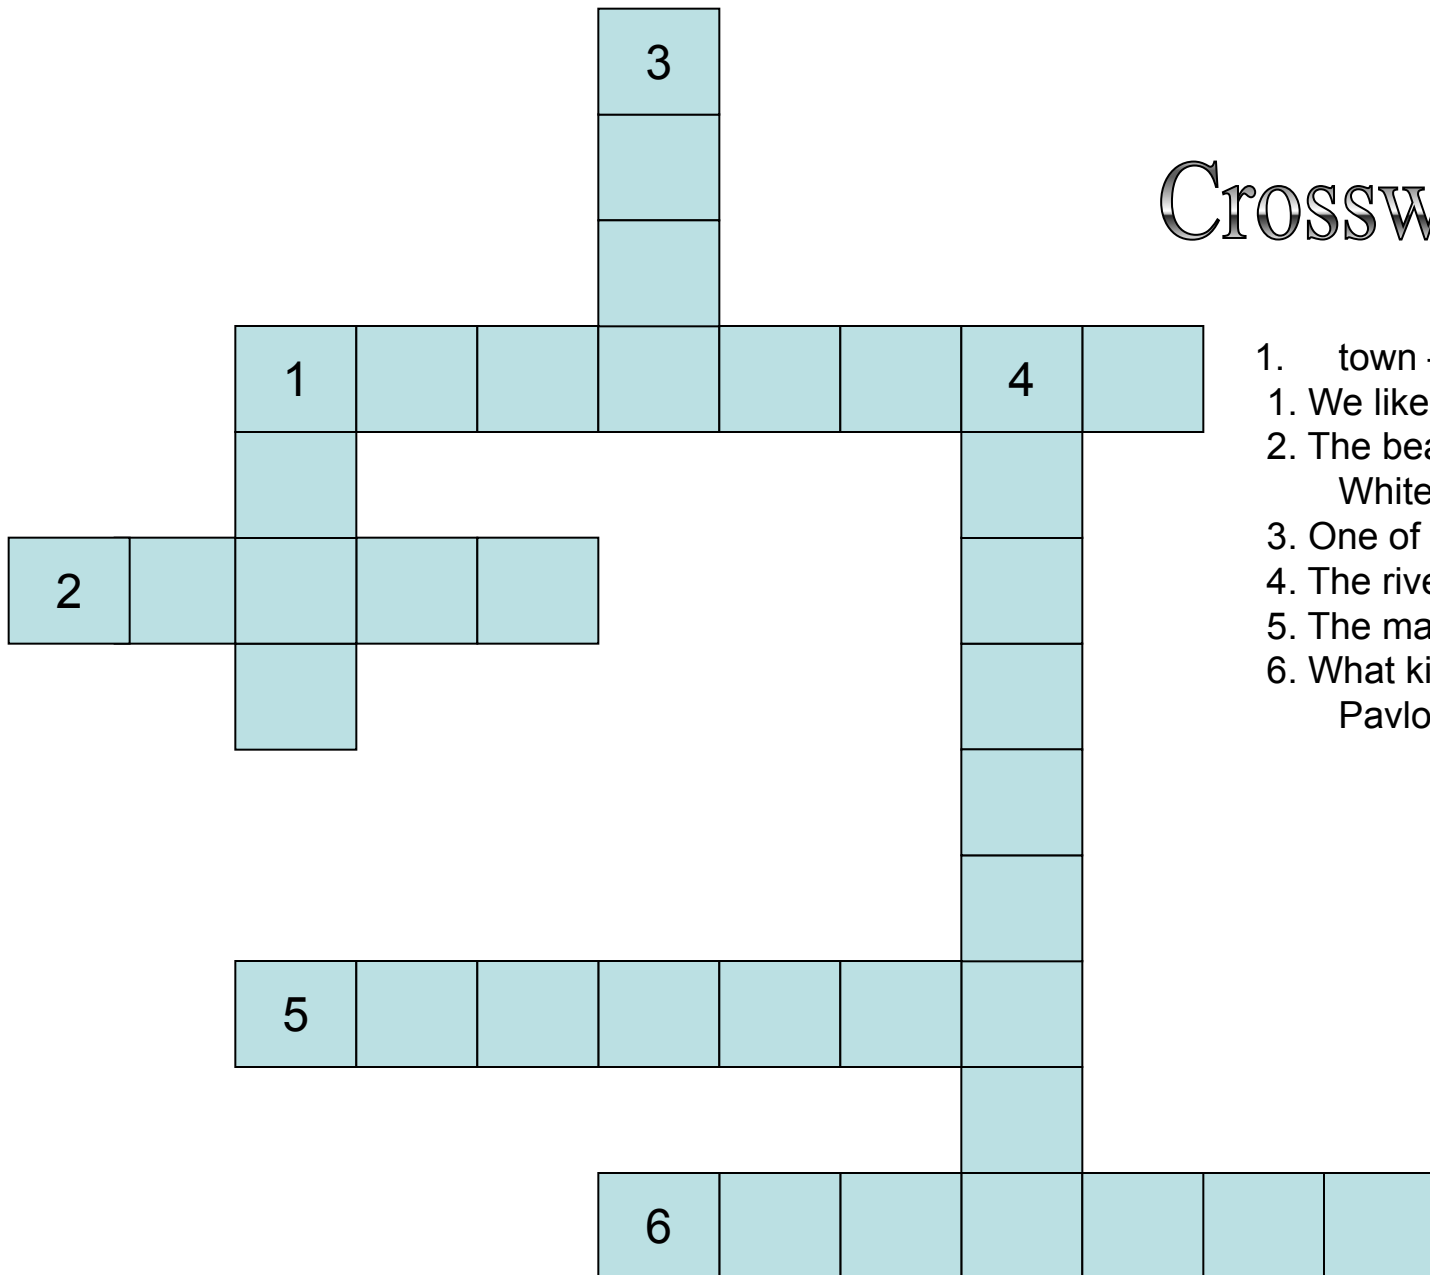 3
Crossw
1 4
1. town -
1. We like
2. The bea
White
2
3. One of
4. The rive
5. The ma
6. What ki
Pavlo
5
6